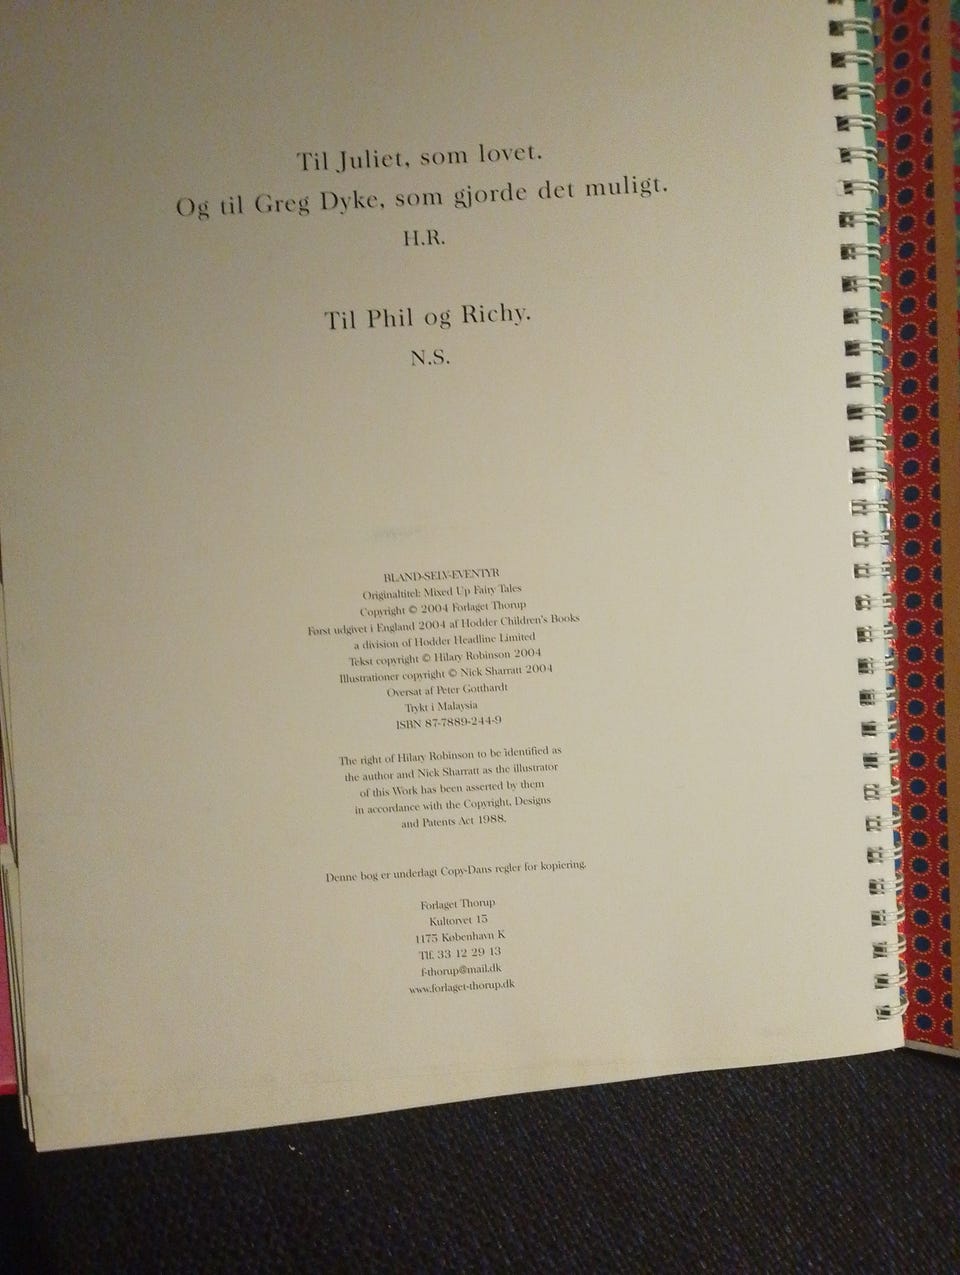 Til Juliet, som lovet.
Og til Greg Dyke, som gjorde det muligt.
H.R.
Til Phil og Richy.
N.S.
BLAND-SELV-EVENTYR
Originaltitel: Mixed Up Fairy Tales
Copyright © 2004 Forlaget Thorup
Først udgivet i England 2004 af Hodder Children's Books
a division of Hodder Headline Limited
Tekst copyright © Hilary Robinson 2004
Illustrationer copyright © Nick Sharratt 2004
Oversat af Peter Gotthardt
Trykt i Malaysia
ISBN 87-7889-244-9
The right of Hilary Robinson to be identified as
the author and Nick Sharratt as the illustrator
of this Work has been asserted by them
in accordance with the Copyright, Designs
and Patents Act 1988.
Denne bog er underlagt Copy-Dans regler for kopiering.
Forlaget Thorup
Kultorvet 15
1175 København K
Tlf. 33 12 29 13
f-thorup@mail.dk
www.forlaget-thorup.dk